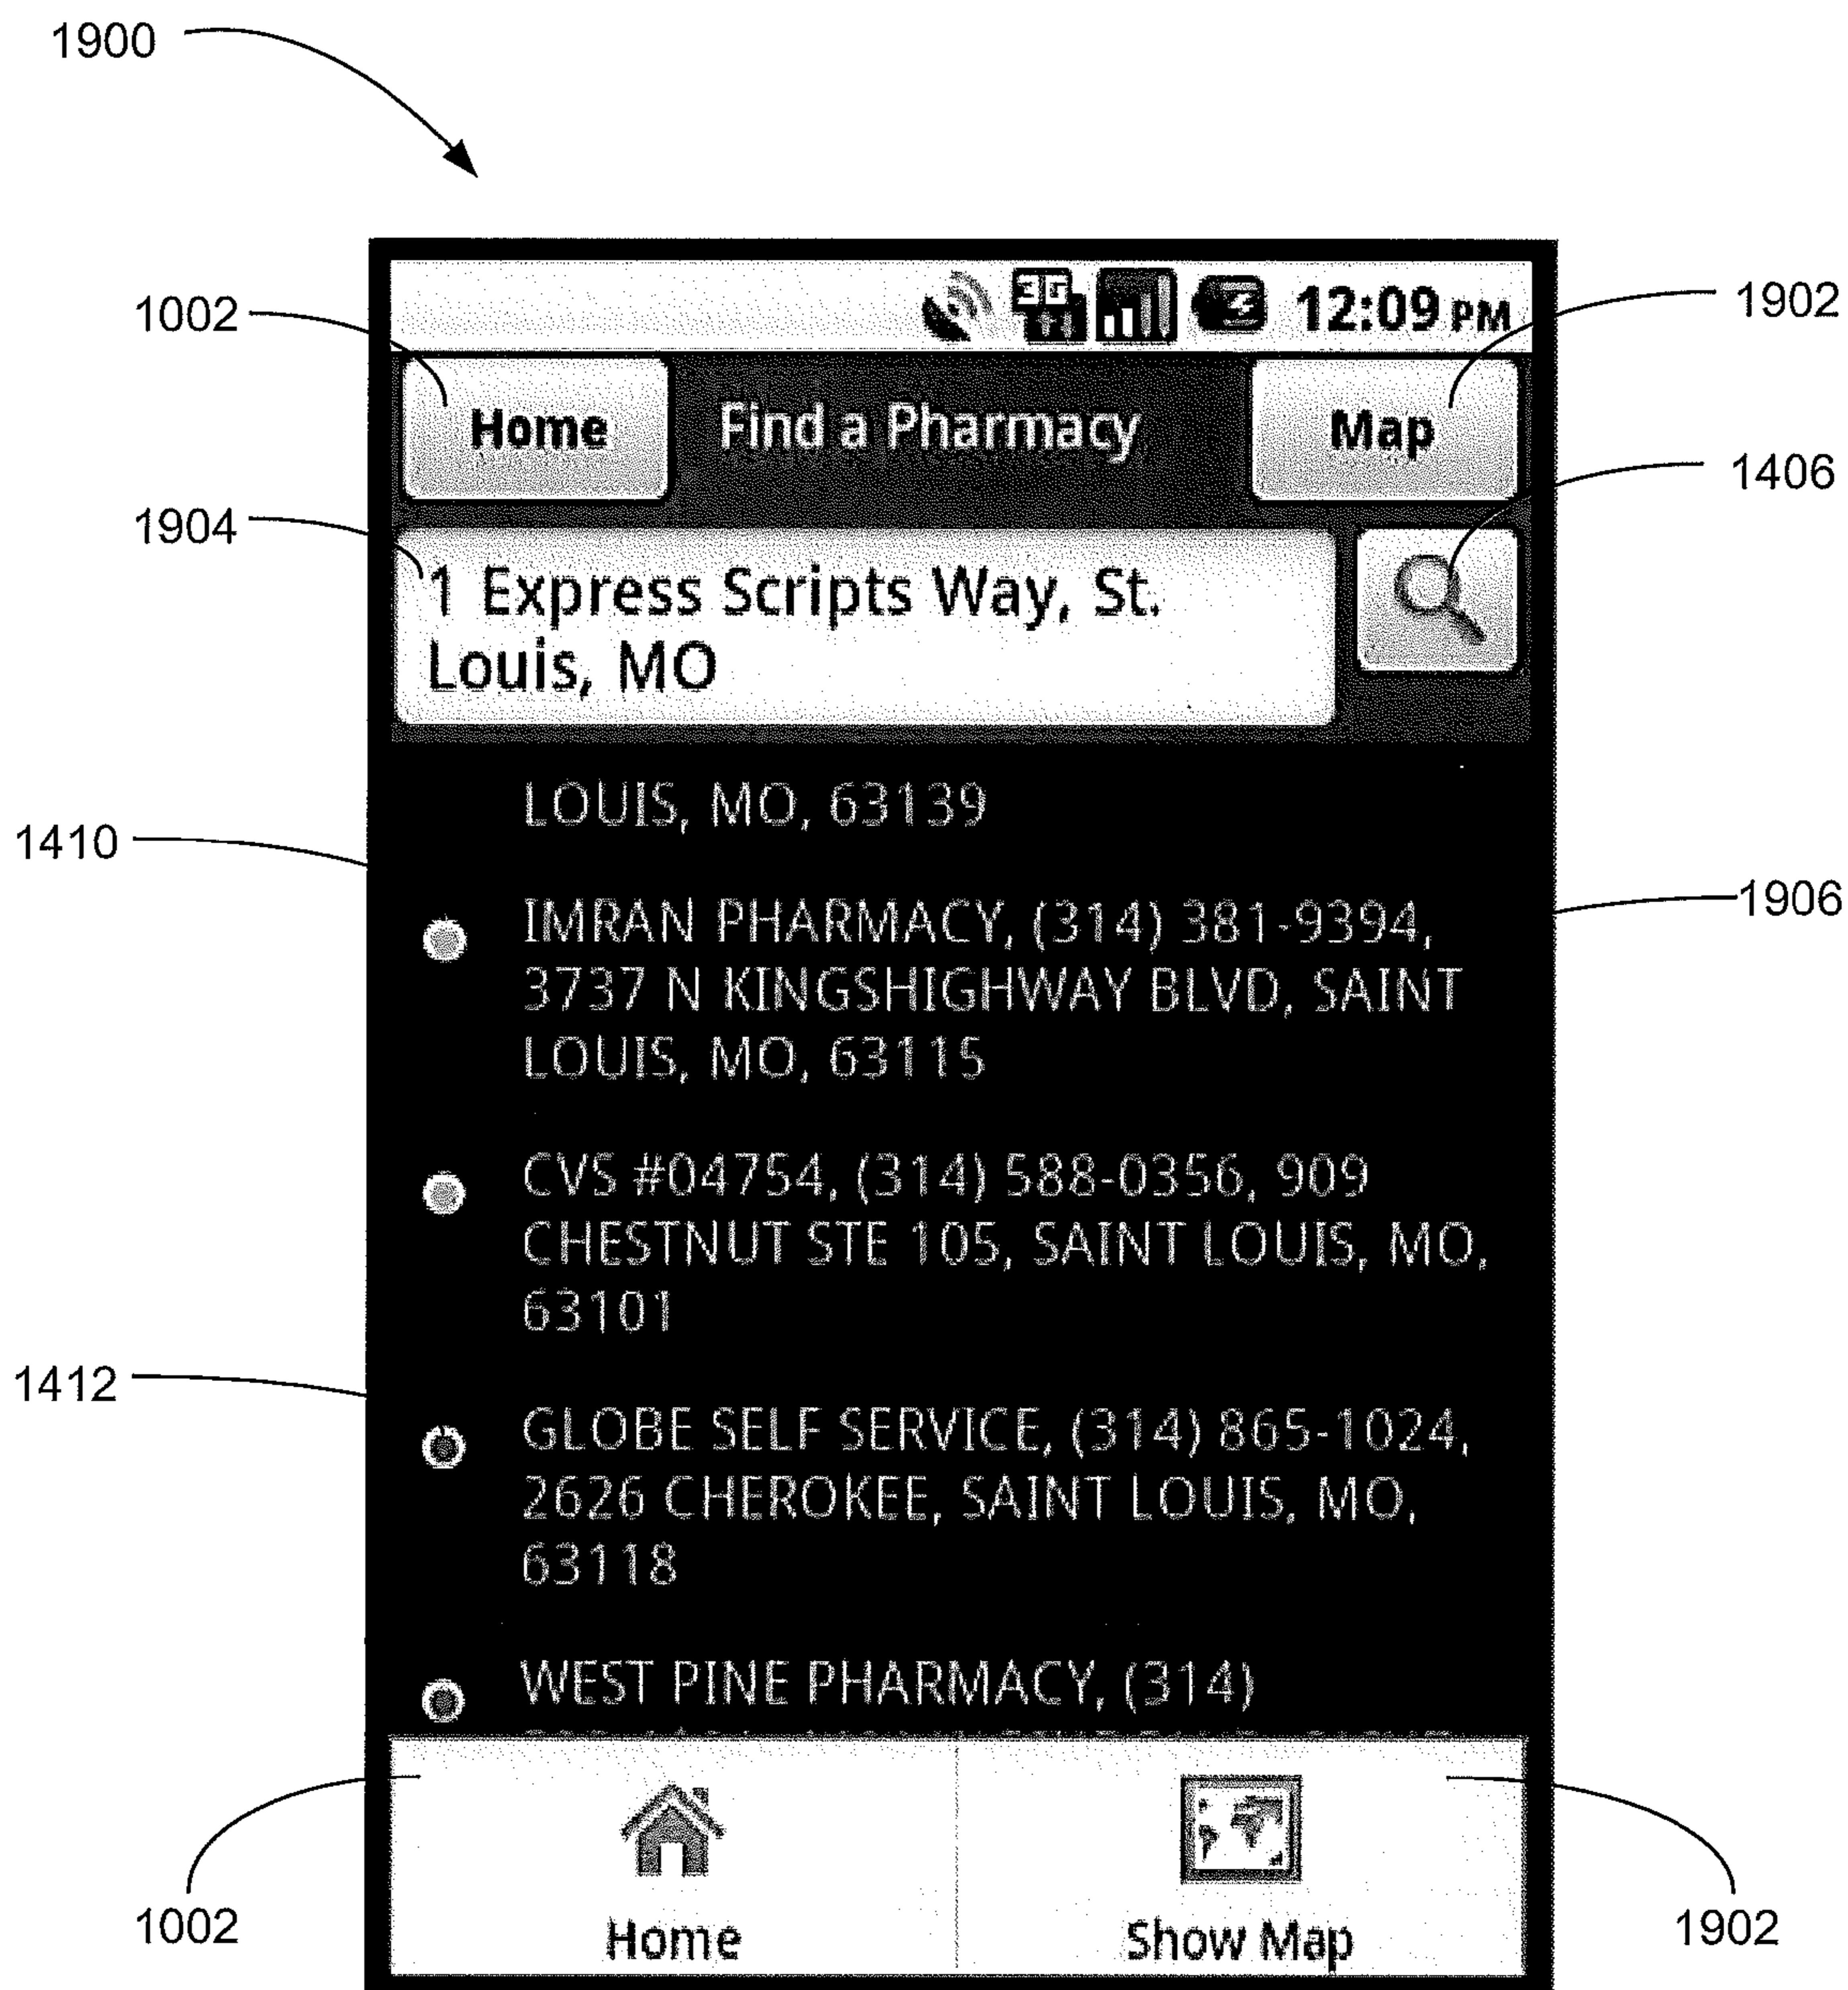 1900
3G
12:09 PM
1002
1902
Home
Find a Pharmacy
Map
1406
1904
1 Express Scripts Way, St.
Louis, MO
LOUIS, MO, 63139
1410
IMRAN PHARMACY, (314) 381-9394,
1906
3737 N KINGSHIGHWAY BLVD, SAINT
LOUIS, MO, 63115
CVS #04754, (314) 588-0356, 909
CHESTNUT STE 105, SAINT LOUIS, MO,
63101
1412
GLOBE SELF SERVICE, (314) 865-1024,
2626 CHEROKEE, SAINT LOUIS, MO,
63118
WEST PINE PHARMACY, (314)
1002
Home
Show Map
1902